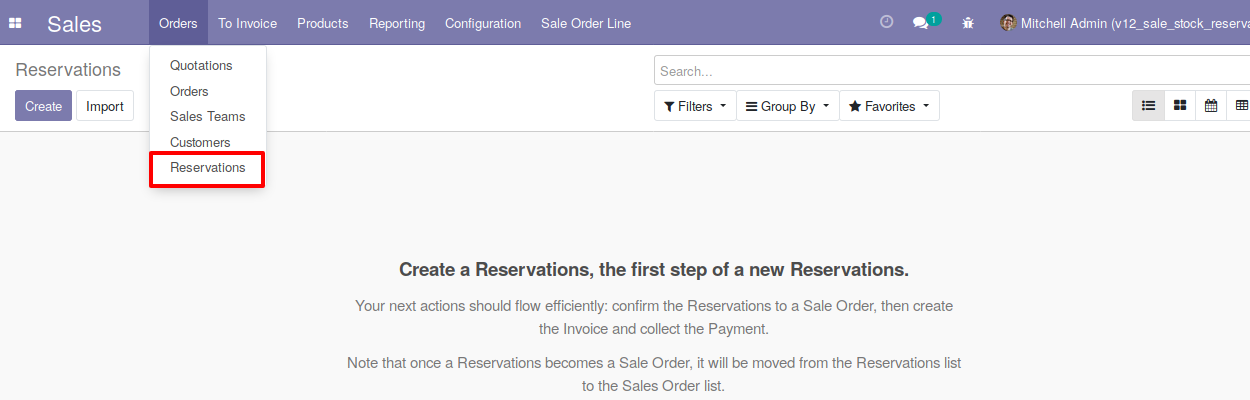 Sales Orders To Invoice Products Reporting Configuration Sale Order Line 1 Mitchell Admin (v12_sale_stock_reserva
Reservations
Search...
Create Import
Filters Group By Favorites
Quotations
Orders
Sales Teams
Customers
Reservations
Create a Reservations, the first step of a new Reservations.
Your next actions should flow efficiently: confirm the Reservations to a Sale Order, then create
the Invoice and collect the Payment.
Note that once a Reservations becomes a Sale Order, it will be moved from the Reservations list
to the Sales Order list.